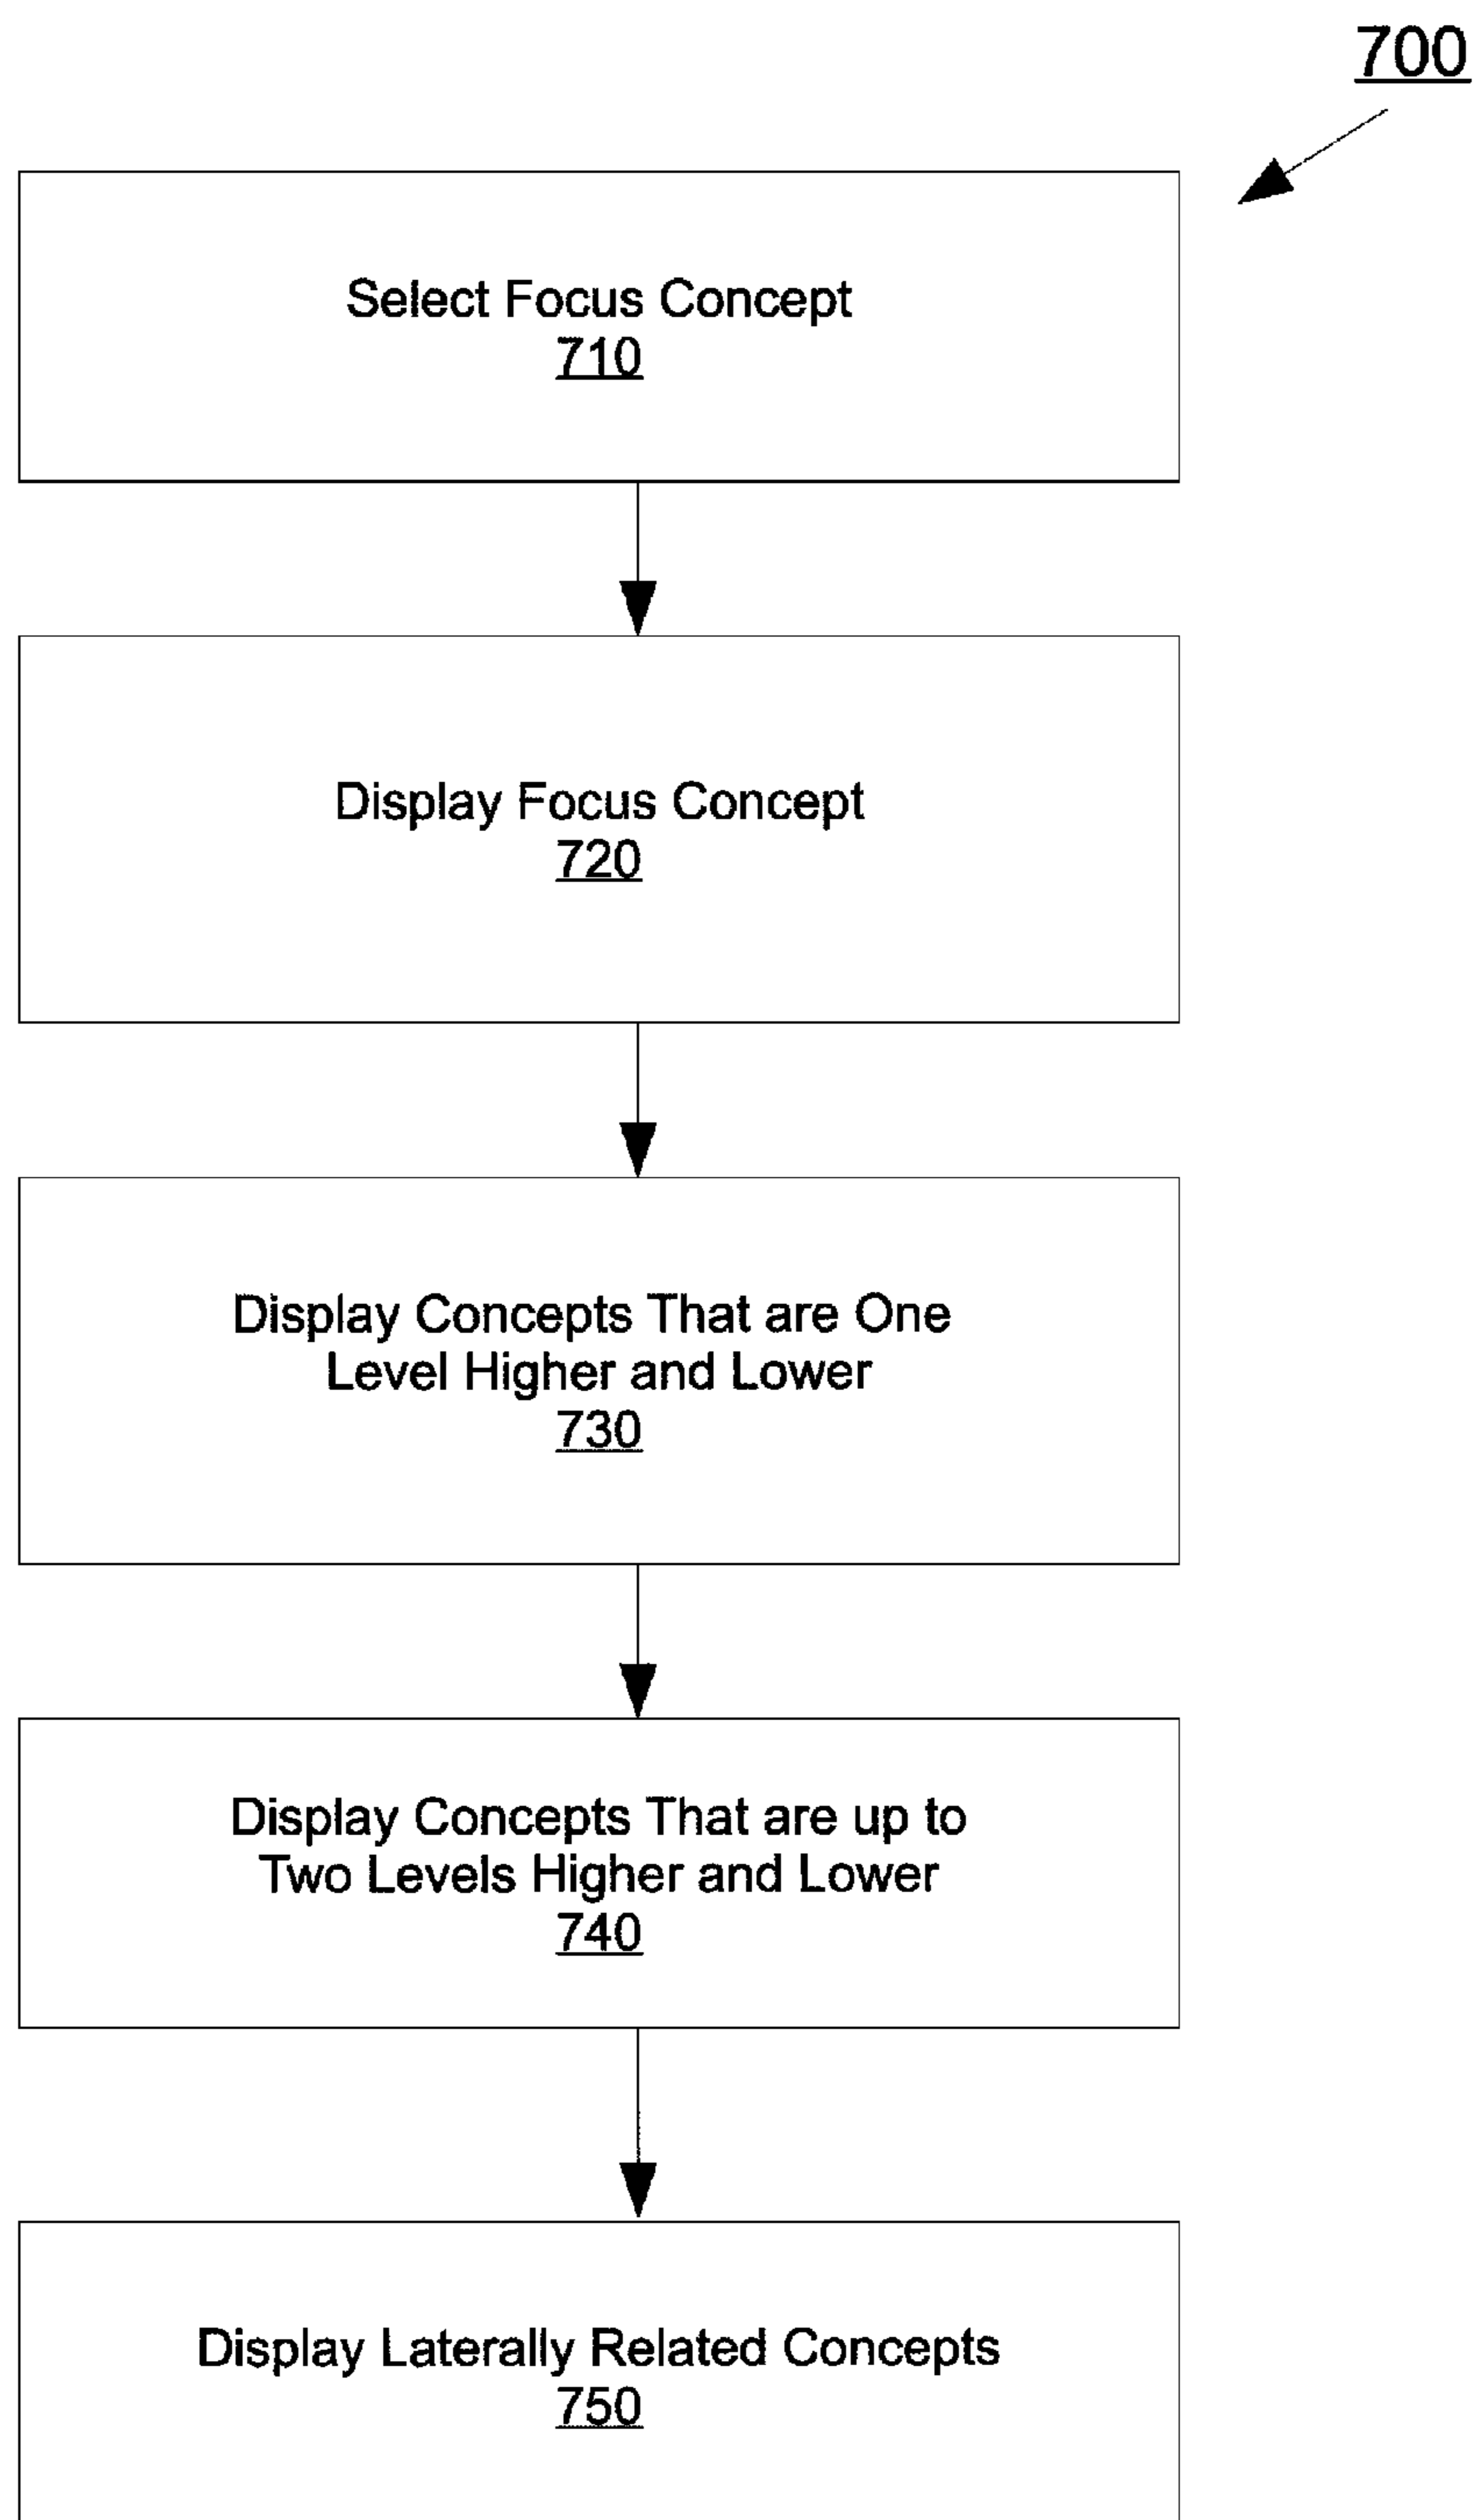 700
Select Focus Concept
710
Display Focus Concept
720
Display Concepts That are One
Level Higher and Lower
730
Display Concepts That are up to
Two Levels Higher and Lower
740
Display Laterally Related Concepts
750